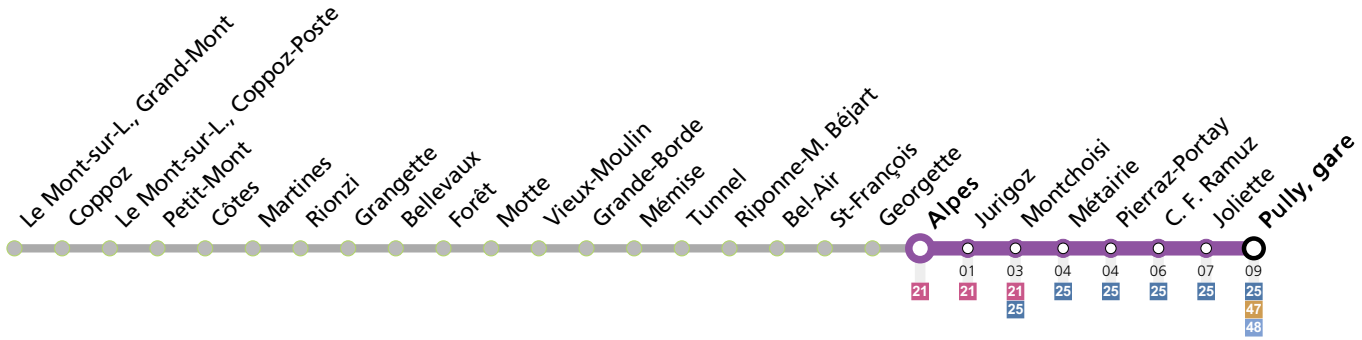 Le Mont-sur-L., Grand-Mont
Coppoz
Le Mont-sur-L., Coppoz-Poste
Petit-Mont
Côtes
Martines
Rionzi
Grangette
Bellevaux
Forêt
Motte
Vieux-Moulin
Grande-Borde
Mémise
Tunnel
Riponne-M. Béjart
Bel-Air
St-François
Georgette
Alpes
Jurigoz
Montchoisi
Métairie
Pierraz-Portay
C. F. Ramuz
Joliette
Pully, gare
01 03 04 04 06 07 09
21 21 21 25 25 25 25 25
25 47
48